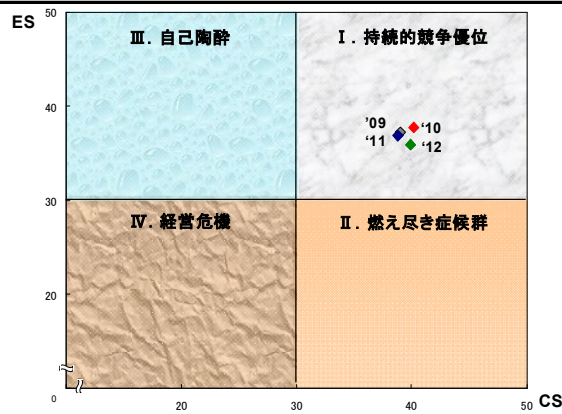 ES
50
Ⅲ. 自己陶酔
Ⅰ. 持続的競争優位
40
'09
‘10
‘11
‘12
30
Ⅳ. 経営危機
Ⅱ. 燃え尽き症候群
20
0
20
30
40
50
CS